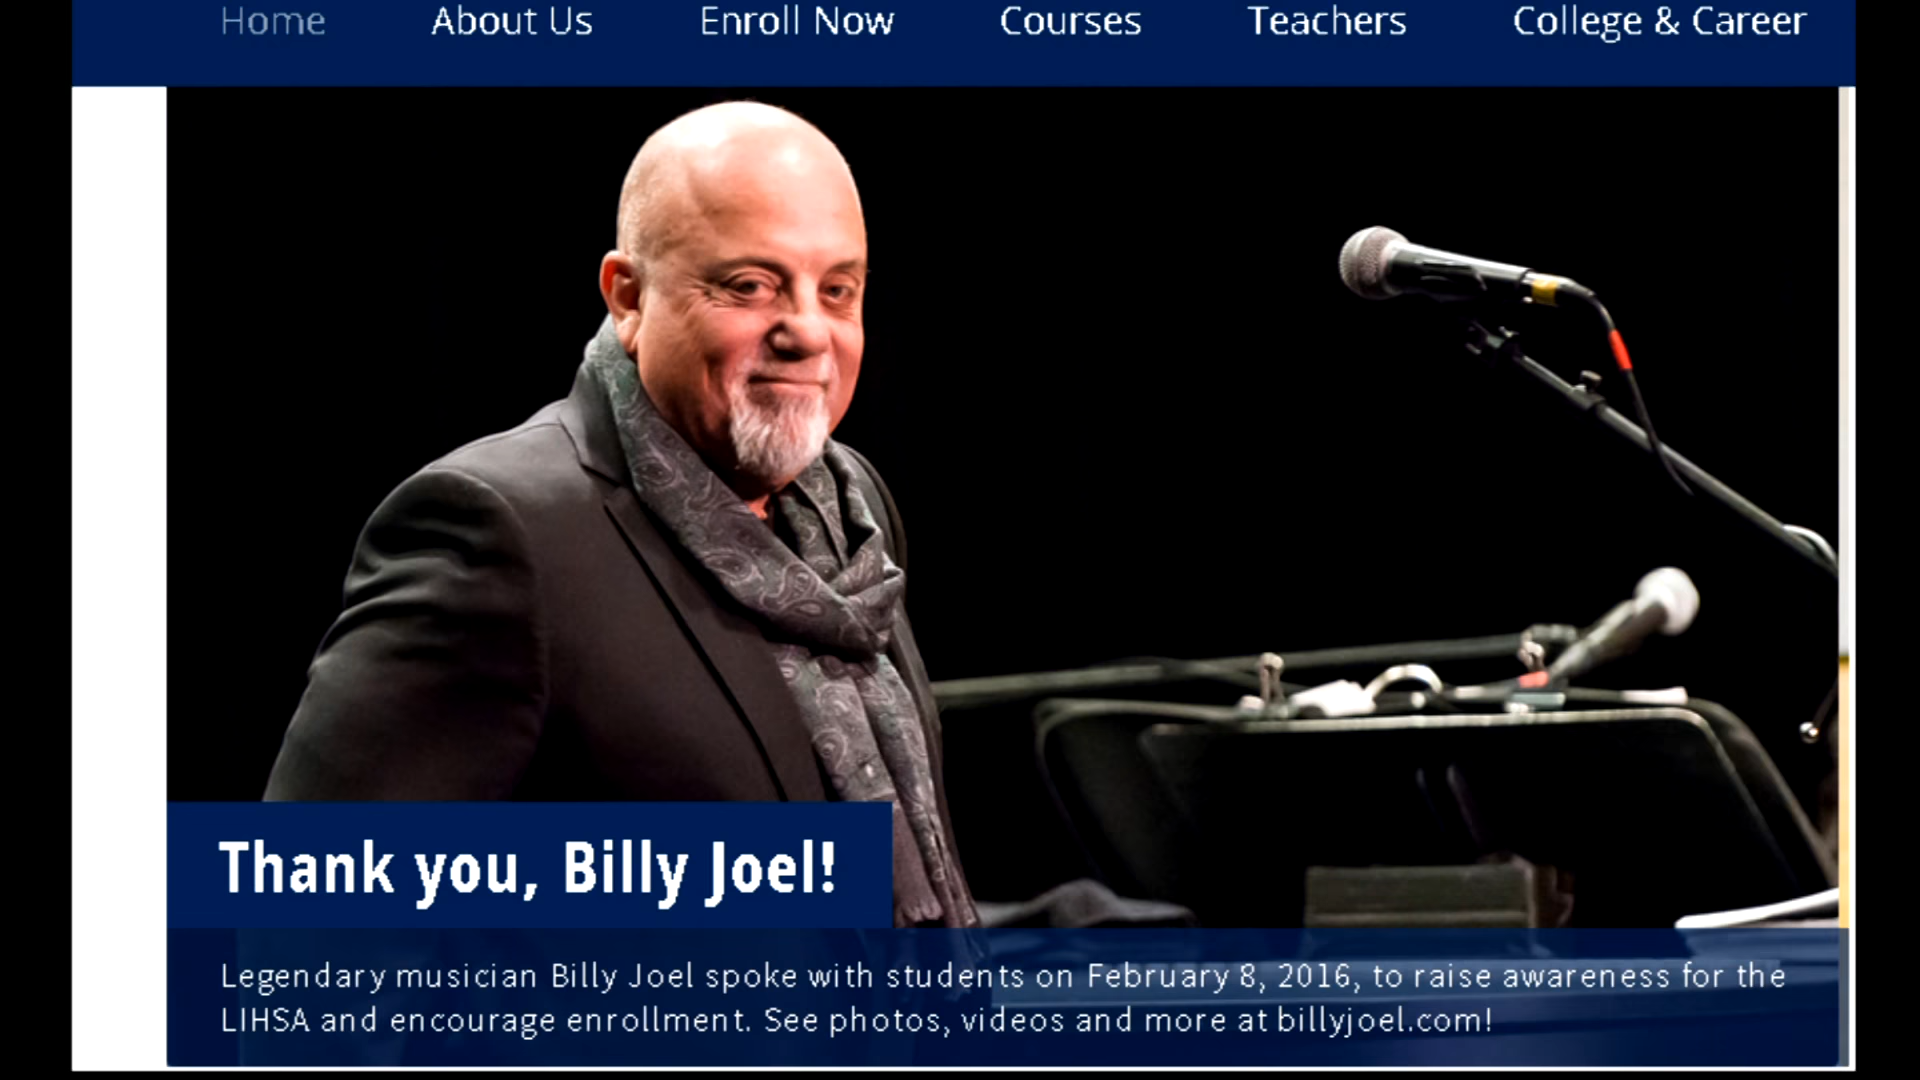 Home About Us Enroll Now Courses Teachers College & Career
Thank you, Billy Joel!
Legendary musician Billy Joel spoke with students on February 8, 2016, to raise awareness for the
LIHSA and encourage enrollment. See photos, videos and more at billyjoel.com!